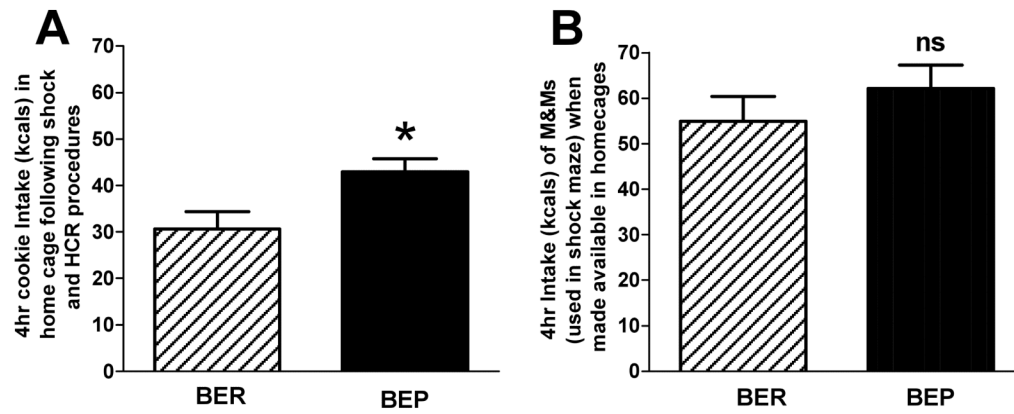 A
4hr cookie Intake (kcals) in
home cage following shock
and HCR procedures
70
60
50
40
30
20
10
0
*
BER
BEP
B
4hr Intake (kcals) of M&Ms
(used in shock maze) when
made available in homecages
70
60
50
40
30
20
10
0
ns
BER
BEP